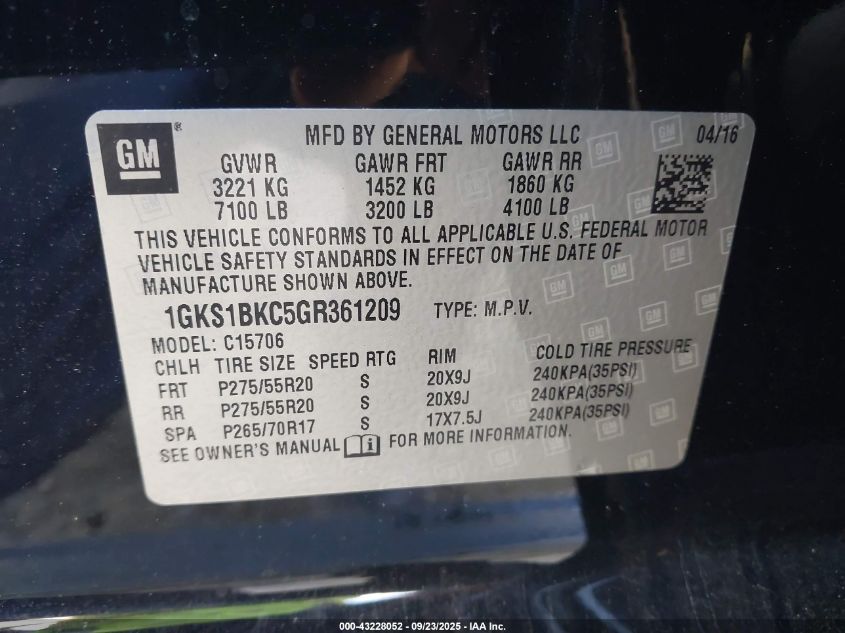 GM®
MFD BY GENERAL MOTORS LLC 04/16
GVWR GAWR FRT GAWR RR
3221 KG 1452 KG 1860 KG
7100 LB 3200 LB 4100 LB
THIS VEHICLE CONFORMS TO ALL APPLICABLE U.S. FEDERAL MOTOR
VEHICLE SAFETY STANDARDS IN EFFECT ON THE DATE OF
MANUFACTURE SHOWN ABOVE.
1GKS1BKC5GR361209 TYPE: M.P.V.
MODEL: C15706
CHLH TIRE SIZE SPEED RTG RIM COLD TIRE PRESSURE
FRT P275/55R20 S 20X9J 240KPA(35PSI)
RR P275/55R20 S 20X9J 240KPA(35PSI)
SPA P265/70R17 S 17X7.5J 240KPA(35PSI)
SEE OWNER'S MANUAL FOR MORE INFORMATION.
000-43228052 - 09/23/2025 - IAA Inc.